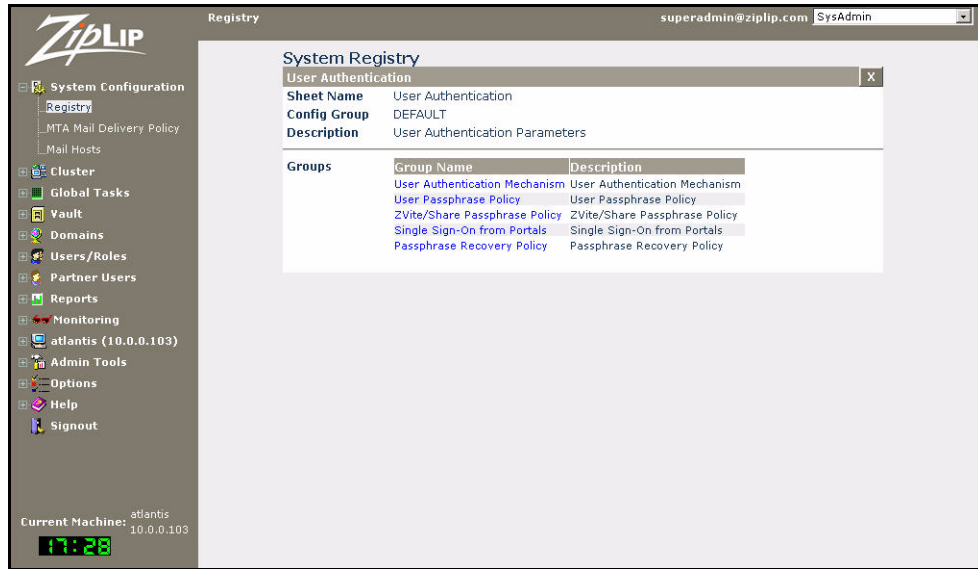 ZipLip
Registry
superadmin@ziplip.com SysAdmin
System Configuration
Registry
MTA Mail Delivery Policy
Mail Hosts
Cluster
Global Tasks
Vault
Domains
Users/Roles
Partner Users
Reports
Monitoring
atlantis (10.0.0.103)
Admin Tools
Options
Help
Signout
Current Machine: atlantis
10.0.0.103
17:28
System Registry
User Authentication X
Sheet Name User Authentication
Config Group DEFAULT
Description User Authentication Parameters
Groups Group Name Description
User Authentication Mechanism User Authentication Mechanism
User Passphrase Policy User Passphrase Policy
ZVite/Share Passphrase Policy ZVite/Share Passphrase Policy
Single Sign-On from Portals Single Sign-On from Portals
Passphrase Recovery Policy Passphrase Recovery Policy